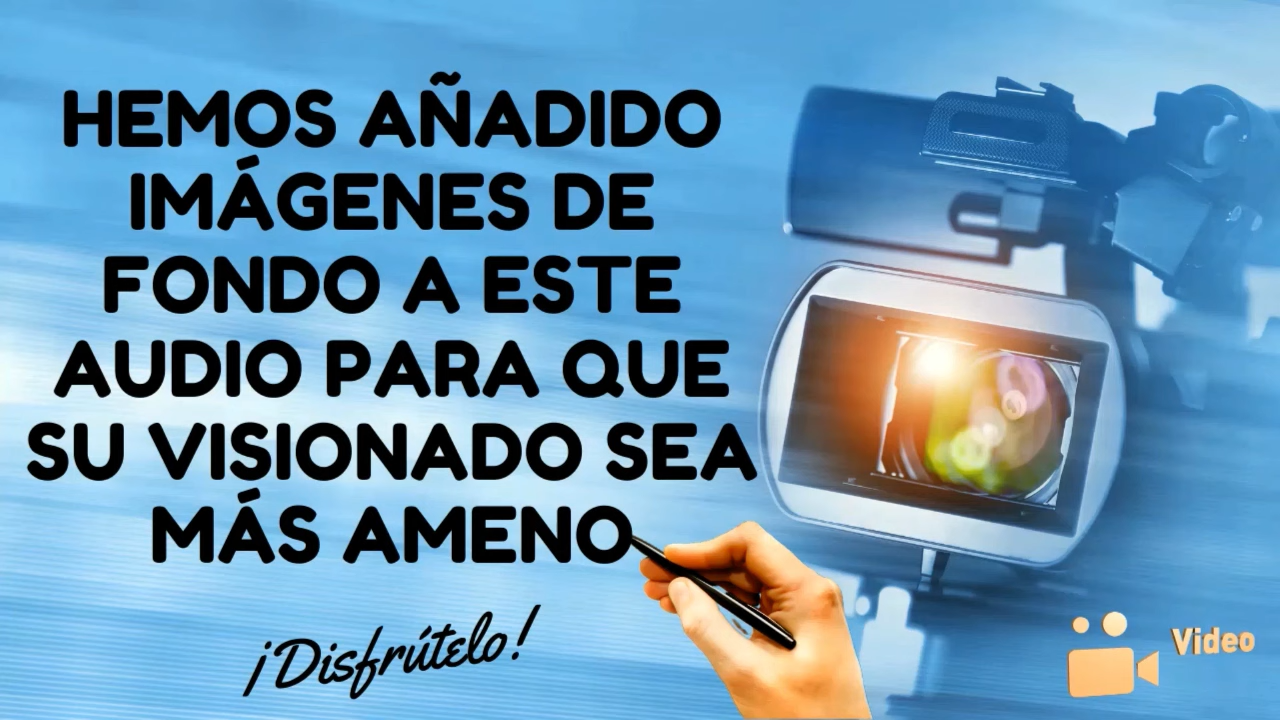 HEMOS AÑADIDO
IMÁGENES DE
FONDO A ESTE
AUDIO PARA QUE
SU VISIONADO SEA
MÁS AMENO
¡Disfrútelo!
Video